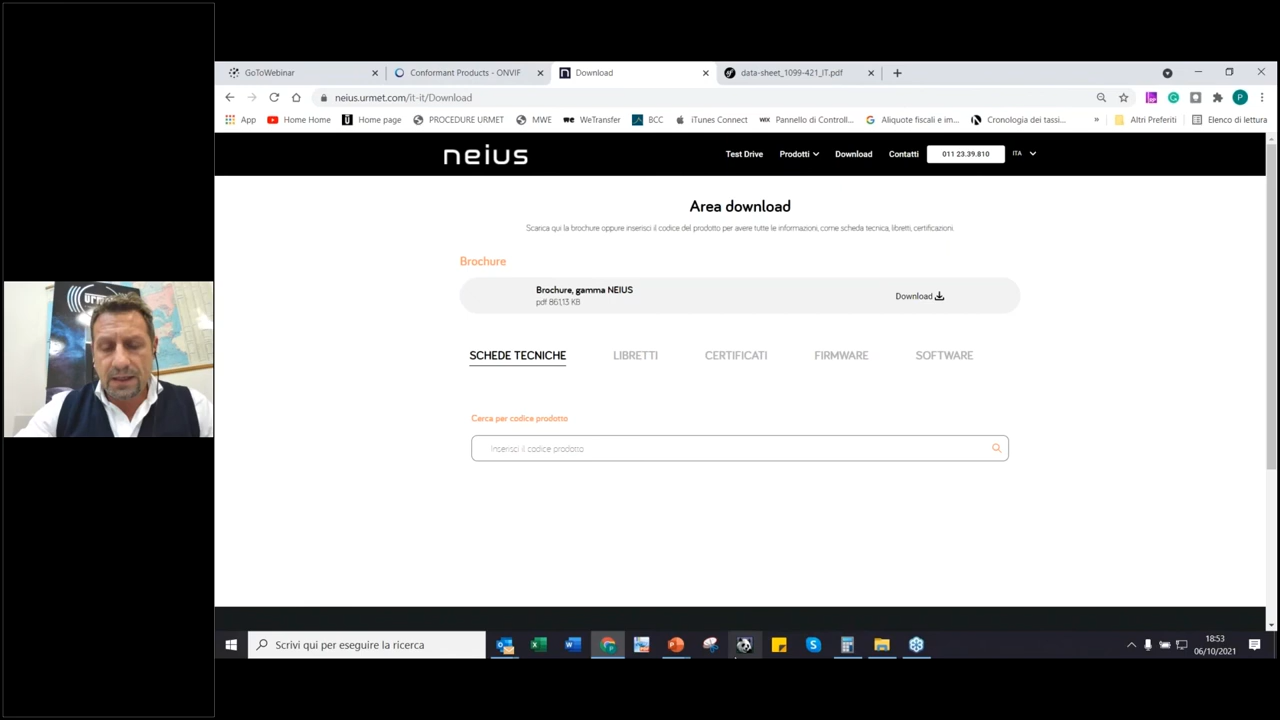 GoToWebinar
Conformant Products - ONVIF
Download
data-sheet_1099-421_IT.pdf
neius.urmet.com/it-it/Download
App
Home Home
Home page
PROCEDURE URMET
MWE
WeTransfer
BCC
iTunes Connect
Pannello di Controll...
Aliquote fiscali e im...
Cronologia dei tassi...
»
Altri Preferiti
Elenco di lettura
neius
Test Drive
Prodotti
Download
Contatti
011 23.39.810
ITA
Area download
Scarica qui la brochure oppure inserisci il codice del prodotto per avere tutte le informazioni, come scheda tecnica, libretti, certificazioni.
Brochure
Brochure, gamma NEIUS
pdf 861,13 KB
Download
SCHEDE TECNICHE
LIBRETTI
CERTIFICATI
FIRMWARE
SOFTWARE
Cerca per codice prodotto
Inserisci il codice prodotto
Scrivi qui per eseguire la ricerca
18:53
06/10/2021